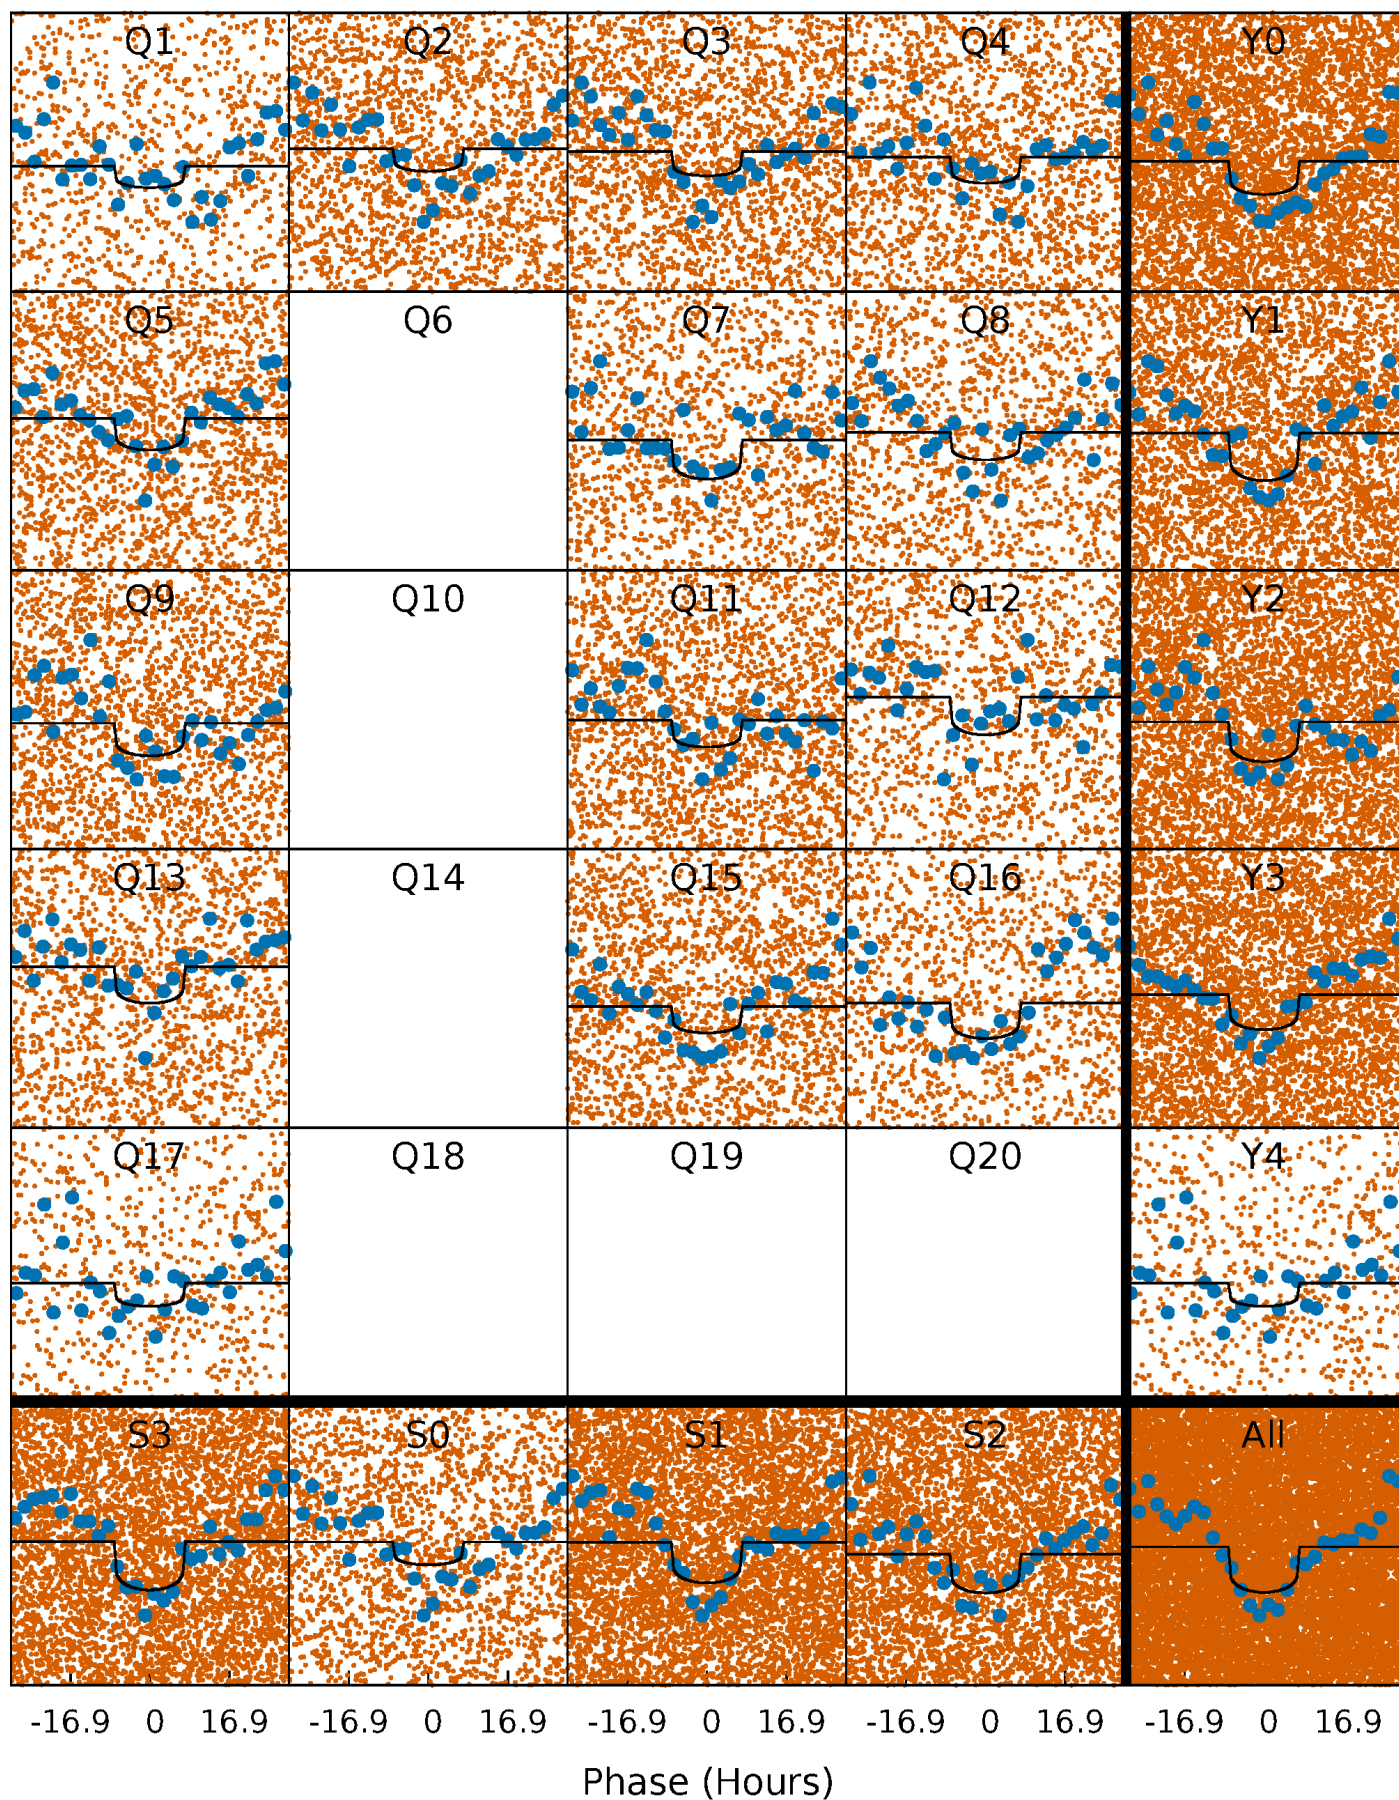 Q1 Q2 Q3 Q4 Y0
Q5 Q6 Q7 Q8 Y1
Q9 Q10 Q11 Q12 Y2
Q13 Q14 Q15 Q16 Y3
Q17 Q18 Q19 Q20 Y4
S3 S0 S1 S2 All
-16.9 0 16.9 -16.9 0 16.9 -16.9 0 16.9 -16.9 0 16.9 -16.9 0 16.9
Phase (Hours)